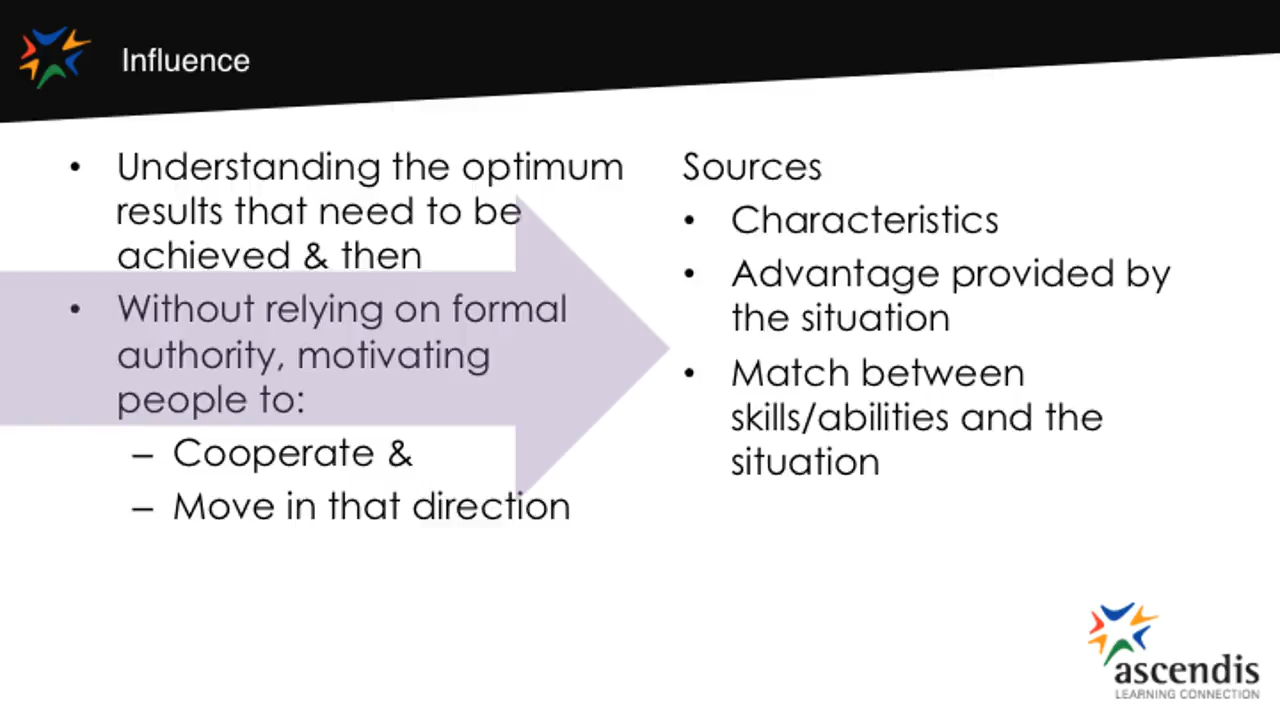 Influence
• Understanding the optimum
results that need to be
achieved & then
• Without relying on formal
authority, motivating
people to:
– Cooperate &
– Move in that direction
Sources
• Characteristics
• Advantage provided by
the situation
• Match between
skills/abilities and the
situation
ascendis
LEARNING CONNECTION